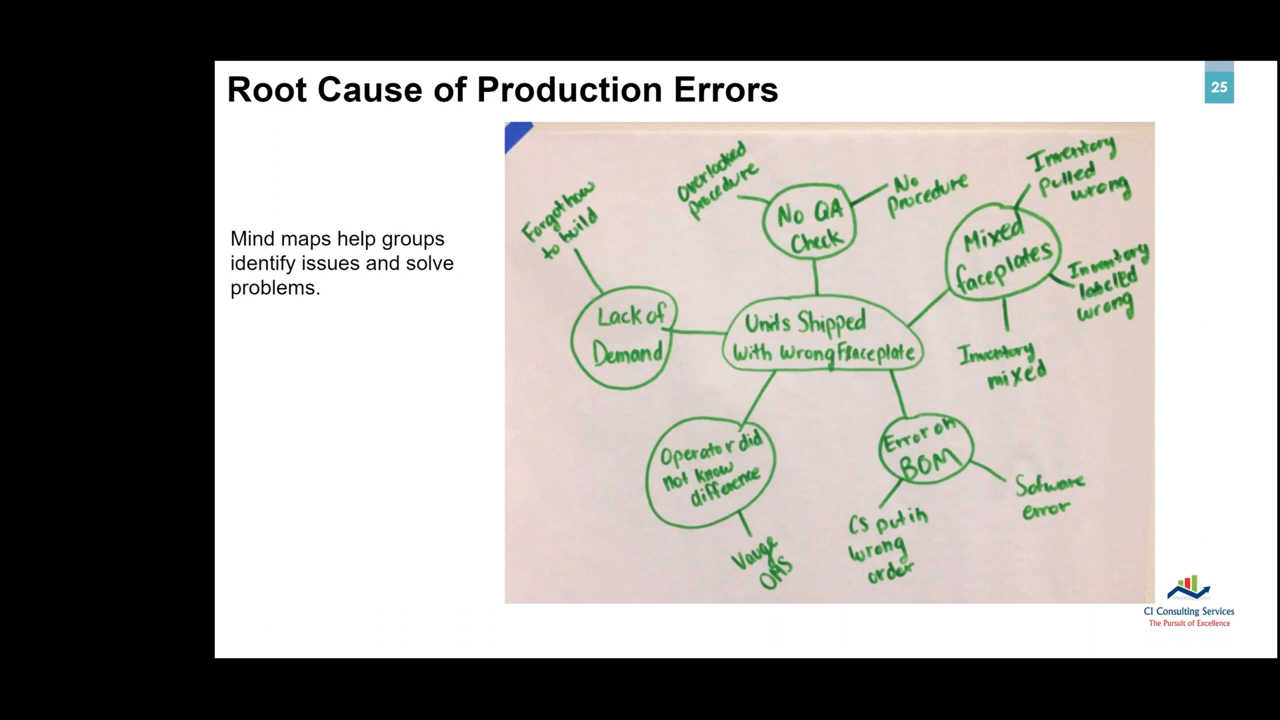 Root Cause of Production Errors
25
Mind maps help groups
identify issues and solve
problems.
Forgot how
to build
Overlooked
procedure
No QA
Check
No
Procedure
Inventory
pulled
wrong
Mixed
faceplates
Inventory
labelEd
wrong
Inventory
mixed
Lack of
Demand
Units Shipped
With Wrong Faceplate
Operator did
not know
difference
Vauge
OMS
Error on
BOM
CS put in
wrong
order
Sofware
error
CI Consulting Services
The Pursuit of Excellence